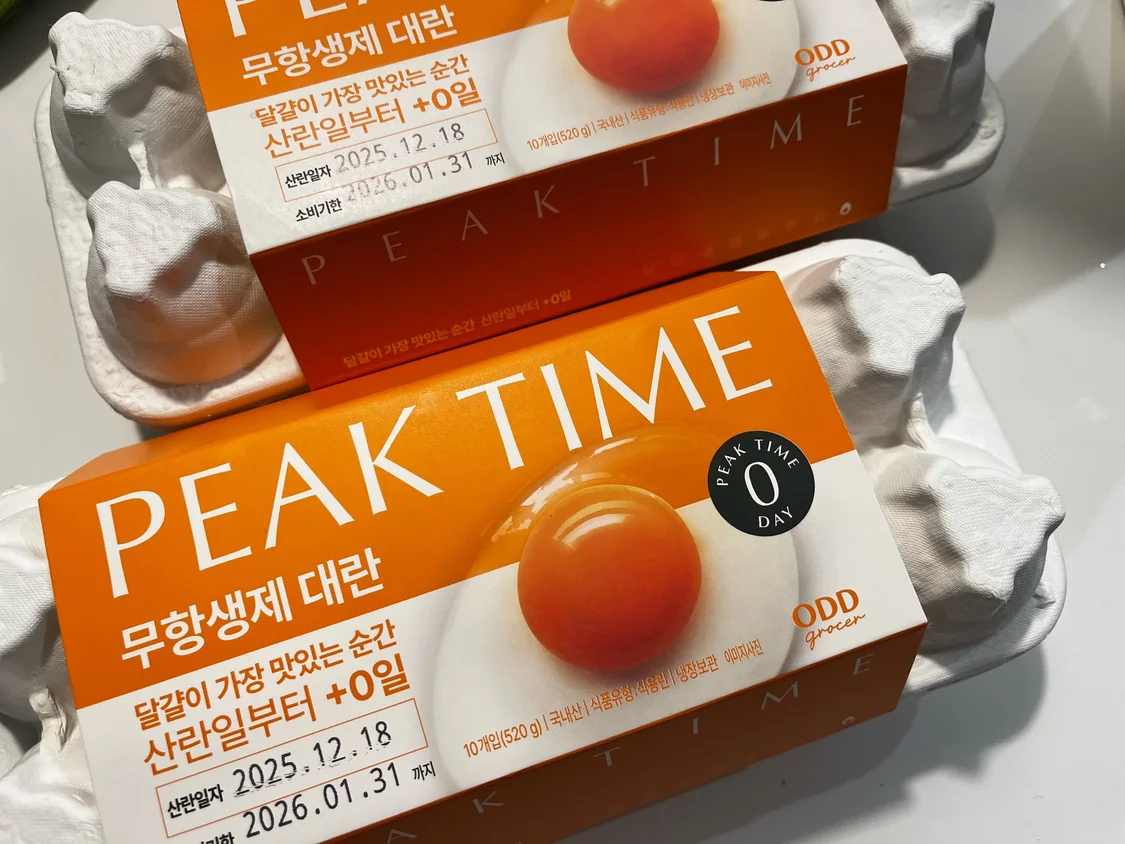 무항생제 대란
달걀이 가장 맛있는 순간
산란일부터 +0일
산란일자 2025.12.18
소비기한 2026.01.31 까지
10개입(520 g) | 국내산 | 식품유형·식용란 | 냉장보관 이미지사진
ODD
grocer
PEAK TIME
달걀이 가장 맛있는 순간 산란일부터 +0일
PEAK TIME
무항생제 대란
달걀이 가장 맛있는 순간
산란일부터 +0일
산란일자 2025.12.18
2026.01.31 까지
10개입(520 g) | 국내산 | 식품유형·식용란 | 냉장보관 이미지사진
PEAK TIME
0
DAY
ODD
grocer
A K T I M E